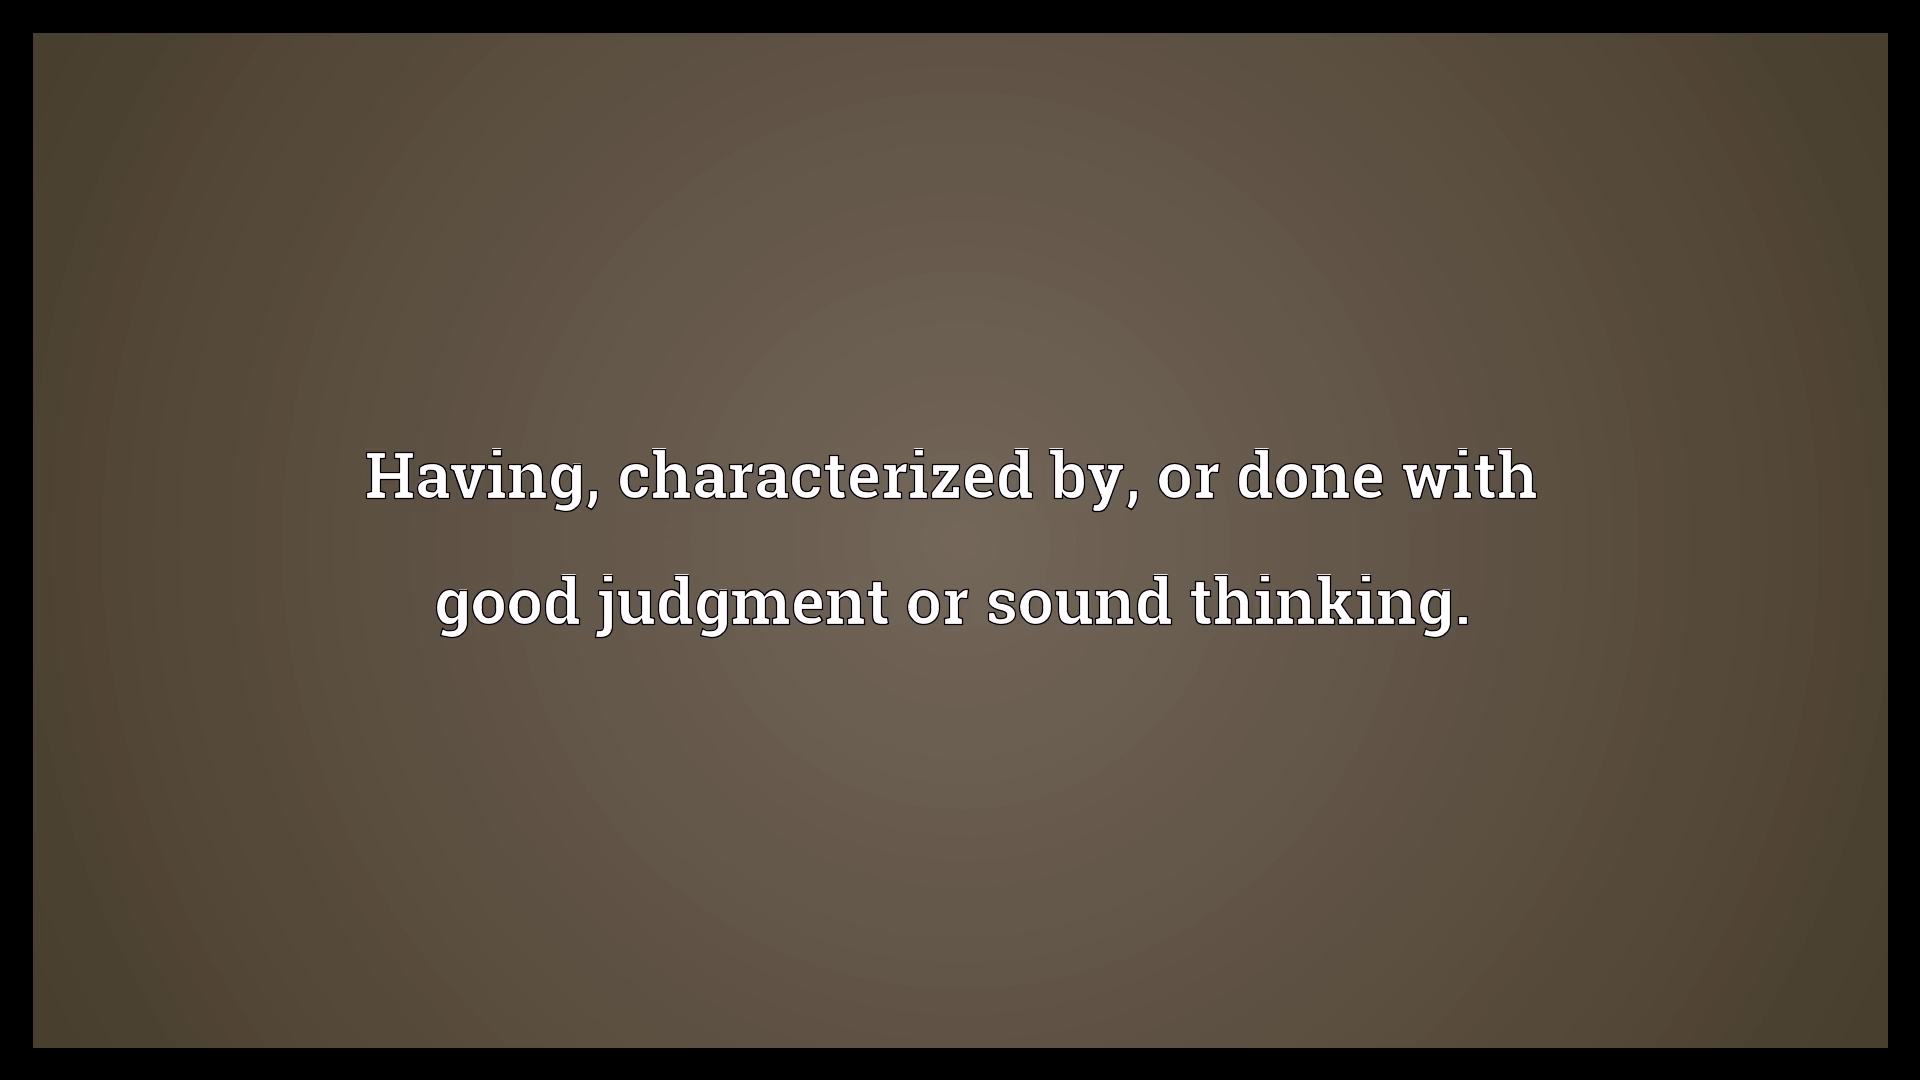 Having, characterized by, or done with
good judgment or sound thinking.